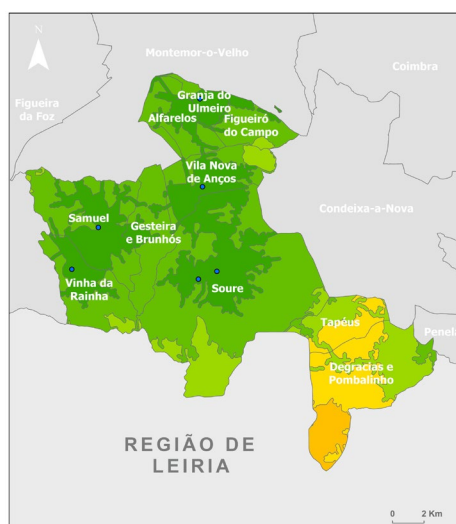 Montemor-o-Velho
Coimbra
N
Figueira
da Foz
Granja do
Ulmeiro
Alfarelos
Figueiró
do Campo
Vila Nova
de Anços
Condeixa-a-Nova
Samuel
Gesteira
e Brunhós
Vinha da
Rainha
Soure
Tapéus
Penela
Degracias e
Pombalinho
REGIÃO DE
LEIRIA
0 2 Km